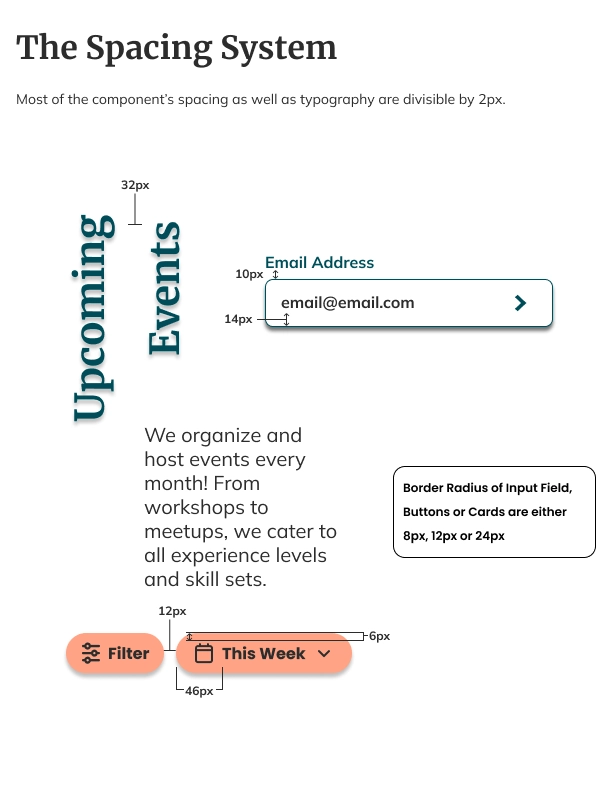 The Spacing System
Most of the component's spacing as well as typography are divisible by 2px.
32px
Upcoming
Events
Email Address
10px
email@email.com
14px
We organize and
host events every
month! From
workshops to
meetups, we cater to
all experience levels
and skill sets.
Border Radius of Input Field,
Buttons or Cards are either
8px, 12px or 24px
12px
6px
Filter
This Week
46px